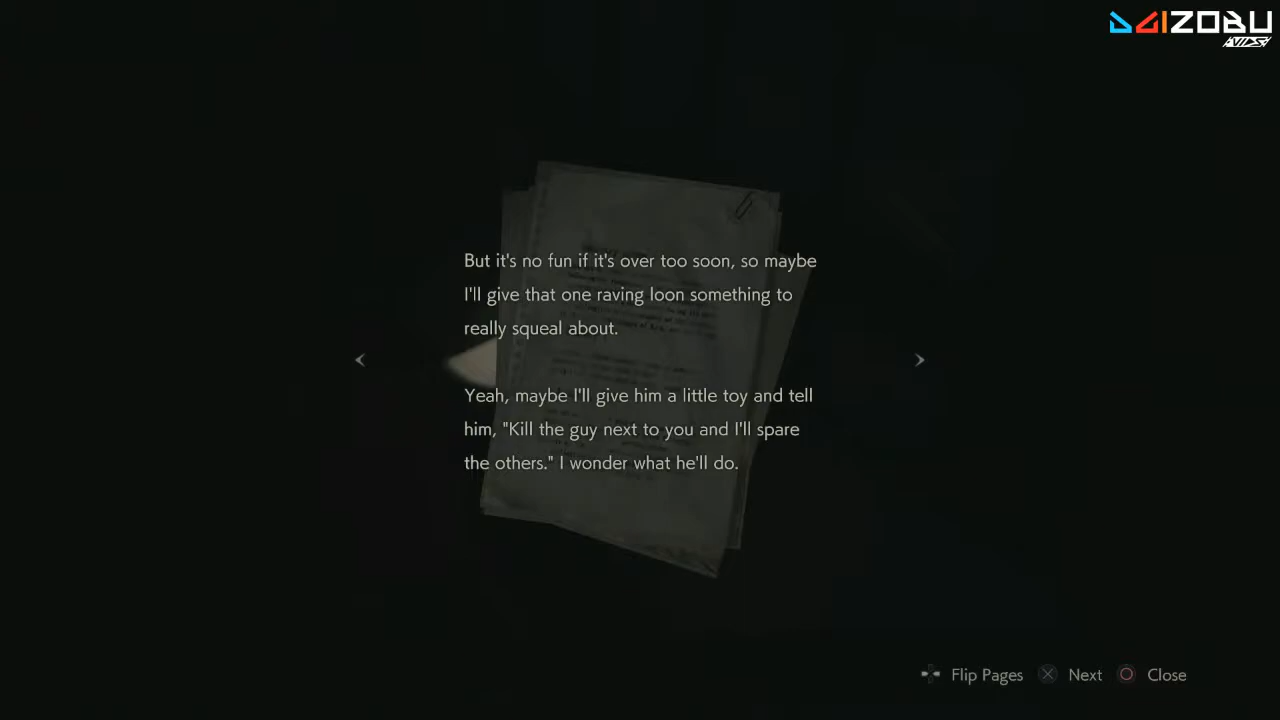 DAIZOBU
But it's no fun if it's over too soon, so maybe
I'll give that one raving loon something to
really squeal about.
Yeah, maybe I'll give him a little toy and tell
him, "Kill the guy next to you and I'll spare
the others." I wonder what he'll do.
Flip Pages Next Close